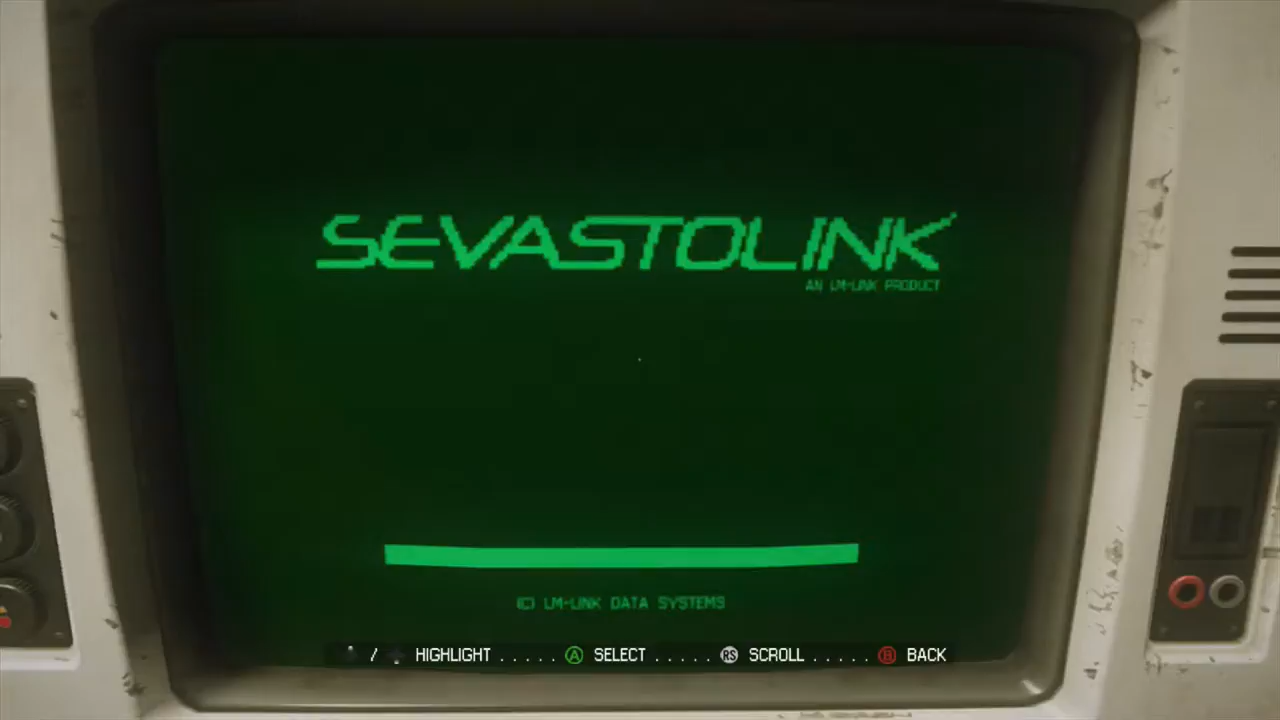 SEVASTOLINK
AN LM-LINK PRODUCT
(C) LM-LINK DATA SYSTEMS
/ HIGHLIGHT ..... A SELECT ..... RS SCROLL ..... B BACK